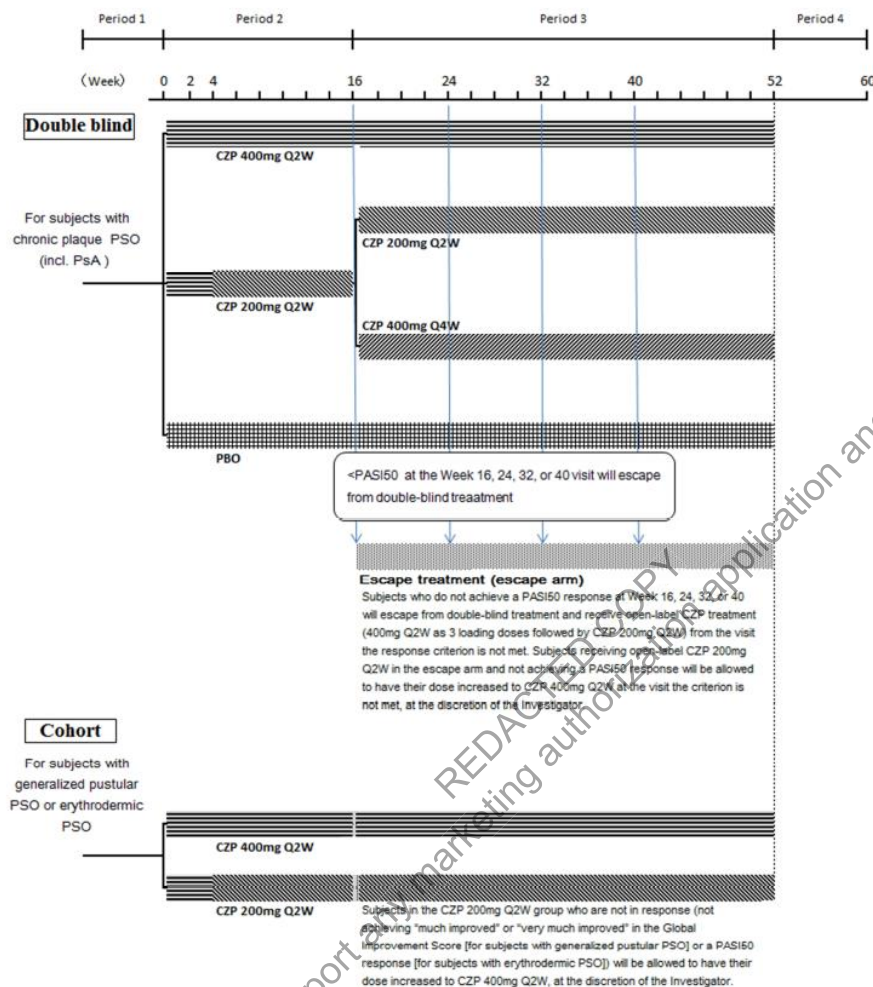 Period 1 Period 2 Period 3 Period 4
(Week) 0 2 4 16 24 32 40 52 60
Double blind
CZP 400mg Q2W
For subjects with
chronic plaque PSO
(incl. PsA )
CZP 200mg Q2W
CZP 200mg Q2W
CZP 400mg Q4W
PBO
<PASI50 at the Week 16, 24, 32, or 40 visit will escape
from double-blind treaatment
Escape treatment (escape arm)
Subjects who do not achieve a PASI50 response at Week 16, 24, 32, or 40
will escape from double-blind treatment and receive open-label CZP treatment
(400mg Q2W as 3 loading doses followed by CZP 200mg Q2W) from the visit
the response criterion is not met. Subjects receiving open-label CZP 200mg
Q2W in the escape arm and not achieving a PASI50 response will be allowed
to have their dose increased to CZP 400mg Q2W at the visit the criterion is
not met, at the discretion of the Investigator.
Cohort
For subjects with
generalized pustular
PSO or erythrodermic
PSO
CZP 400mg Q2W
CZP 200mg Q2W
Subjects in the CZP 200mg Q2W group who are not in response (not
achieving “much improved” or “very much improved” in the Global
Improvement Score [for subjects with generalized pustular PSO] or a PASI50
response [for subjects with erythrodermic PSO]) will be allowed to have their
dose increased to CZP 400mg Q2W, at the discretion of the Investigator.
REDACTED COPY
port any marketing authorization application and